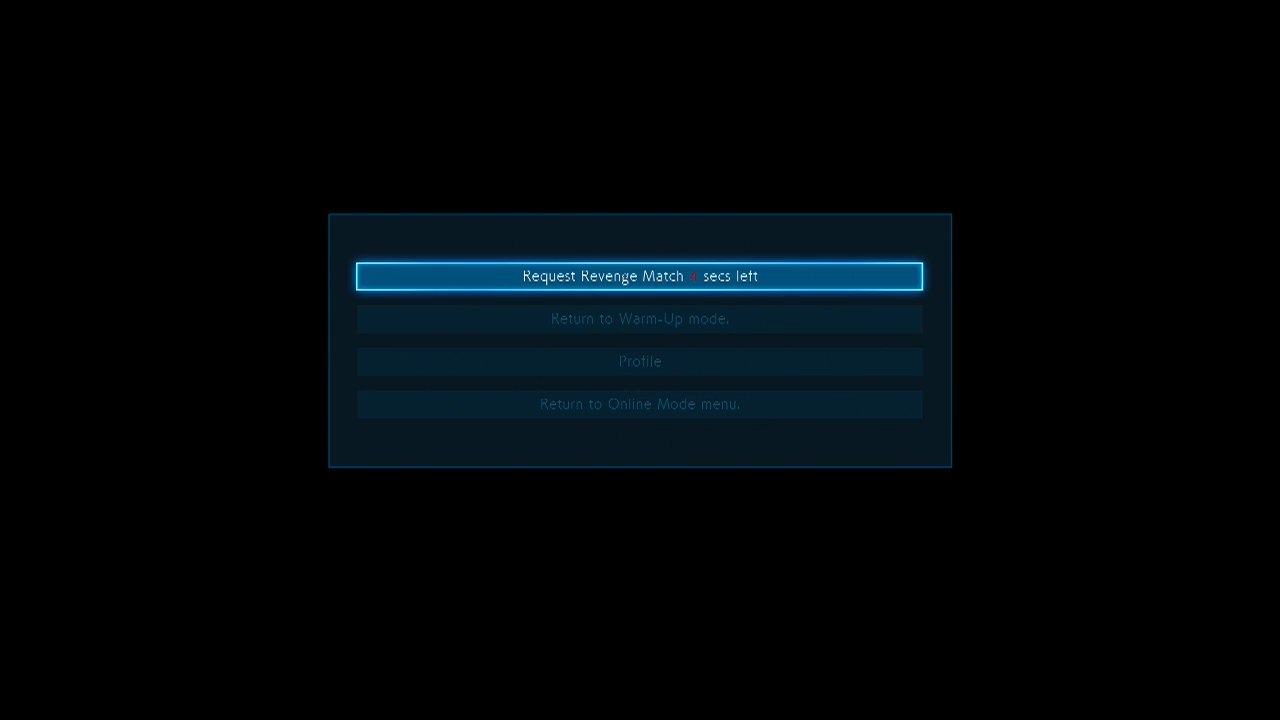 Request Revenge Match 4 secs left
Return to Warm-Up mode.
Profile
Return to Online Mode menu.